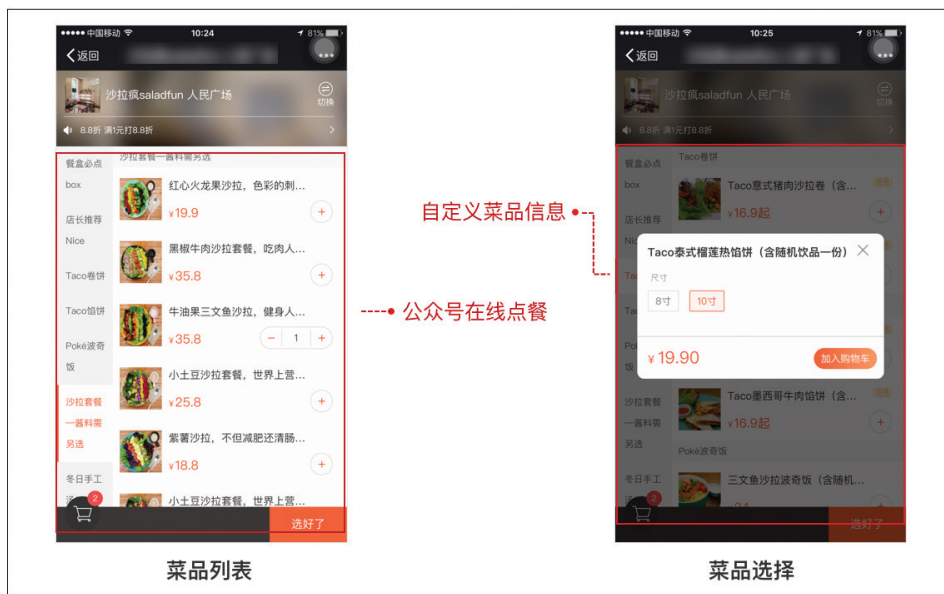 中国移动 10:24 81%
返回
沙拉疯saladfun 人民广场
切换
8.8折 满1元打8.8折
餐盒必点
box
店长推荐
Nice
Taco卷饼
Taco馅饼
Poké波奇
饭
沙拉套餐
一酱料需
另选
冬日手工
沙拉套餐一酱料需另选
红心火龙果沙拉，色彩的刺...
¥19.9
黑椒牛肉沙拉套餐，吃肉人...
¥35.8
牛油果三文鱼沙拉，健身人...
¥35.8
− 1 +
小土豆沙拉套餐，世界上营...
¥25.8
紫薯沙拉，不但减肥还清肠...
¥18.8
小土豆沙拉套餐，世界上营...
2
选好了
菜品列表
自定义菜品信息
公众号在线点餐
中国移动 10:25 81%
返回
沙拉疯saladfun 人民广场
切换
8.8折 满1元打8.8折
餐盒必点
box
店长推荐
Taco卷饼
Taco意式猪肉沙拉卷（含...
¥16.9起
Taco泰式榴莲热馅饼（含随机饮品一份）
尺寸
8寸 10寸
¥ 19.90
加入购物车
沙拉套餐
一酱料需
另选
冬日手工
Taco墨西哥牛肉馅饼（含...
¥16.9起
Poké波奇饭
三文鱼沙拉波奇饭（含随机...
2
选好了
菜品选择